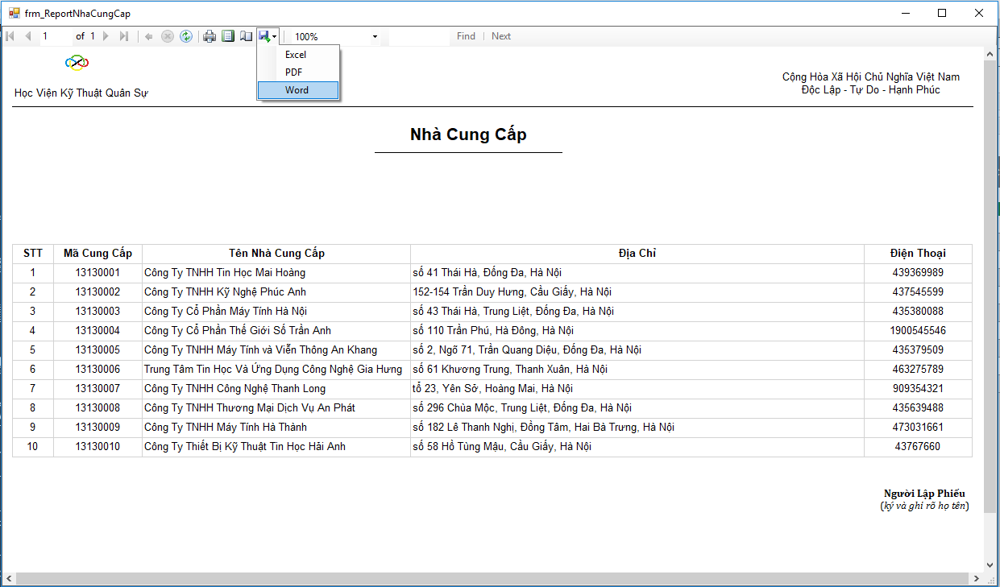 frm_ReportNhaCungCap
1 of 1 100% Find | Next
Excel
PDF
Word
Học Viện Kỹ Thuật Quân Sự
Cộng Hòa Xã Hội Chủ Nghĩa Việt Nam
Độc Lập - Tự Do - Hạnh Phúc
Nhà Cung Cấp
STT Mã Cung Cấp Tên Nhà Cung Cấp Địa Chỉ Điện Thoại
1 13130001 Công Ty TNHH Tin Học Mai Hoàng số 41 Thái Hà, Đống Đa, Hà Nội 439369989
2 13130002 Công Ty TNHH Kỹ Nghệ Phúc Anh 152-154 Trần Duy Hưng, Cầu Giấy, Hà Nội 437545599
3 13130003 Công Ty Cổ Phần Máy Tính Hà Nội số 43 Thái Hà, Trung Liệt, Đống Đa, Hà Nội 435380088
4 13130004 Công Ty Cổ Phần Thế Giới Số Trần Anh số 110 Trần Phú, Hà Đông, Hà Nội 1900545546
5 13130005 Công Ty TNHH Máy Tính và Viễn Thông An Khang số 2, Ngõ 71, Trần Quang Diệu, Đống Đa, Hà Nội 435379509
6 13130006 Trung Tâm Tin Học Và Ứng Dụng Công Nghệ Gia Hưng số 61 Khương Trung, Thanh Xuân, Hà Nội 463275789
7 13130007 Công Ty TNHH Công Nghệ Thanh Long tổ 23, Yên Sở, Hoàng Mai, Hà Nội 909354321
8 13130008 Công Ty TNHH Thương Mại Dịch Vụ An Phát số 296 Chùa Mộc, Trung Liệt, Đống Đa, Hà Nội 435639488
9 13130009 Công Ty TNHH Máy Tính Hà Thành số 182 Lê Thanh Nghị, Đồng Tâm, Hai Bà Trưng, Hà Nội 473031661
10 13130010 Công Ty Thiết Bị Kỹ Thuật Tin Học Hải Anh số 58 Hồ Tùng Mậu, Cầu Giấy, Hà Nội 43767660
Người Lập Phiếu
(ký và ghi rõ họ tên)